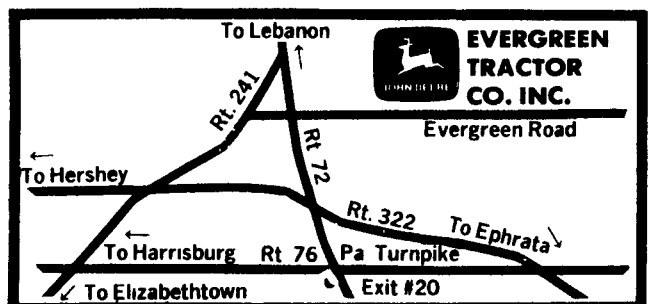 To Lebanon
EVERGREEN
TRACTOR
CO. INC.
JOHN DEERE
Rt. 241
Evergreen Road
Rt 72
To Hershey
Rt. 322
To Ephrata
To Harrisburg Rt 76 Pa Turnpike
To Elizabethtown
Exit #20